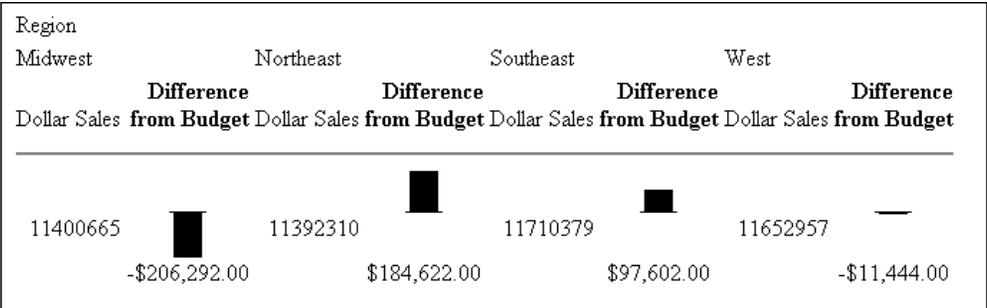 Region
Midwest Northeast Southeast West
Difference Difference Difference Difference
Dollar Sales from Budget Dollar Sales from Budget Dollar Sales from Budget Dollar Sales from Budget
11400665 11392310 11710379 11652957
-$206,292.00 $184,622.00 $97,602.00 -$11,444.00